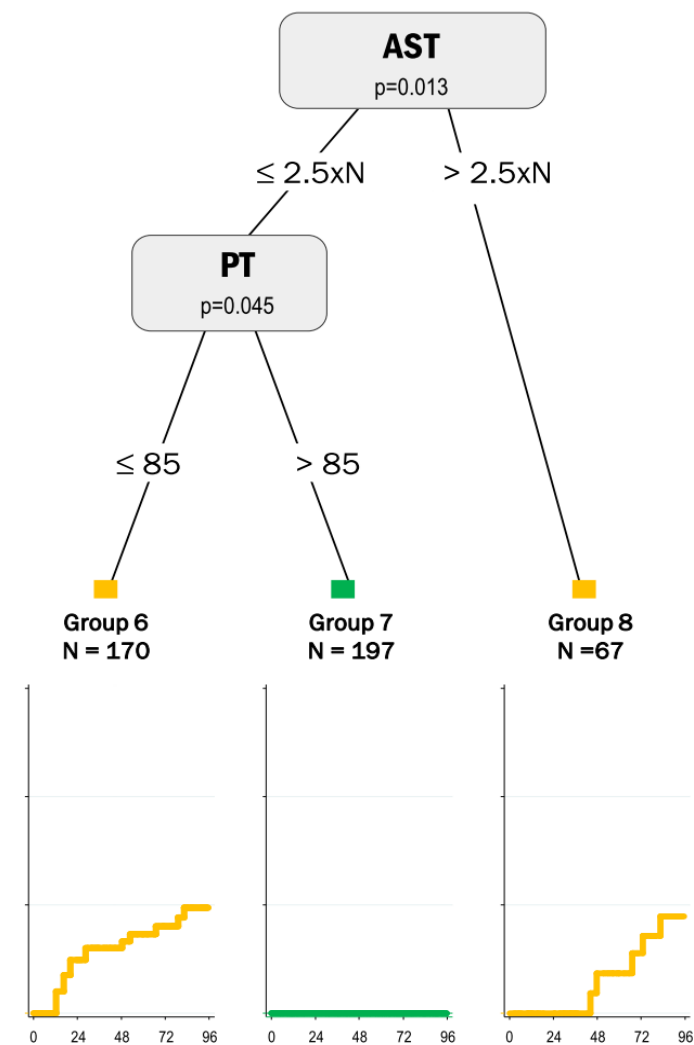 AST
p=0.013
≤ 2.5xN
> 2.5xN
PT
p=0.045
≤ 85
> 85
Group 6
N = 170
Group 7
N = 197
Group 8
N =67
0 24 48 72 96
0 24 48 72 96
0 24 48 72 96